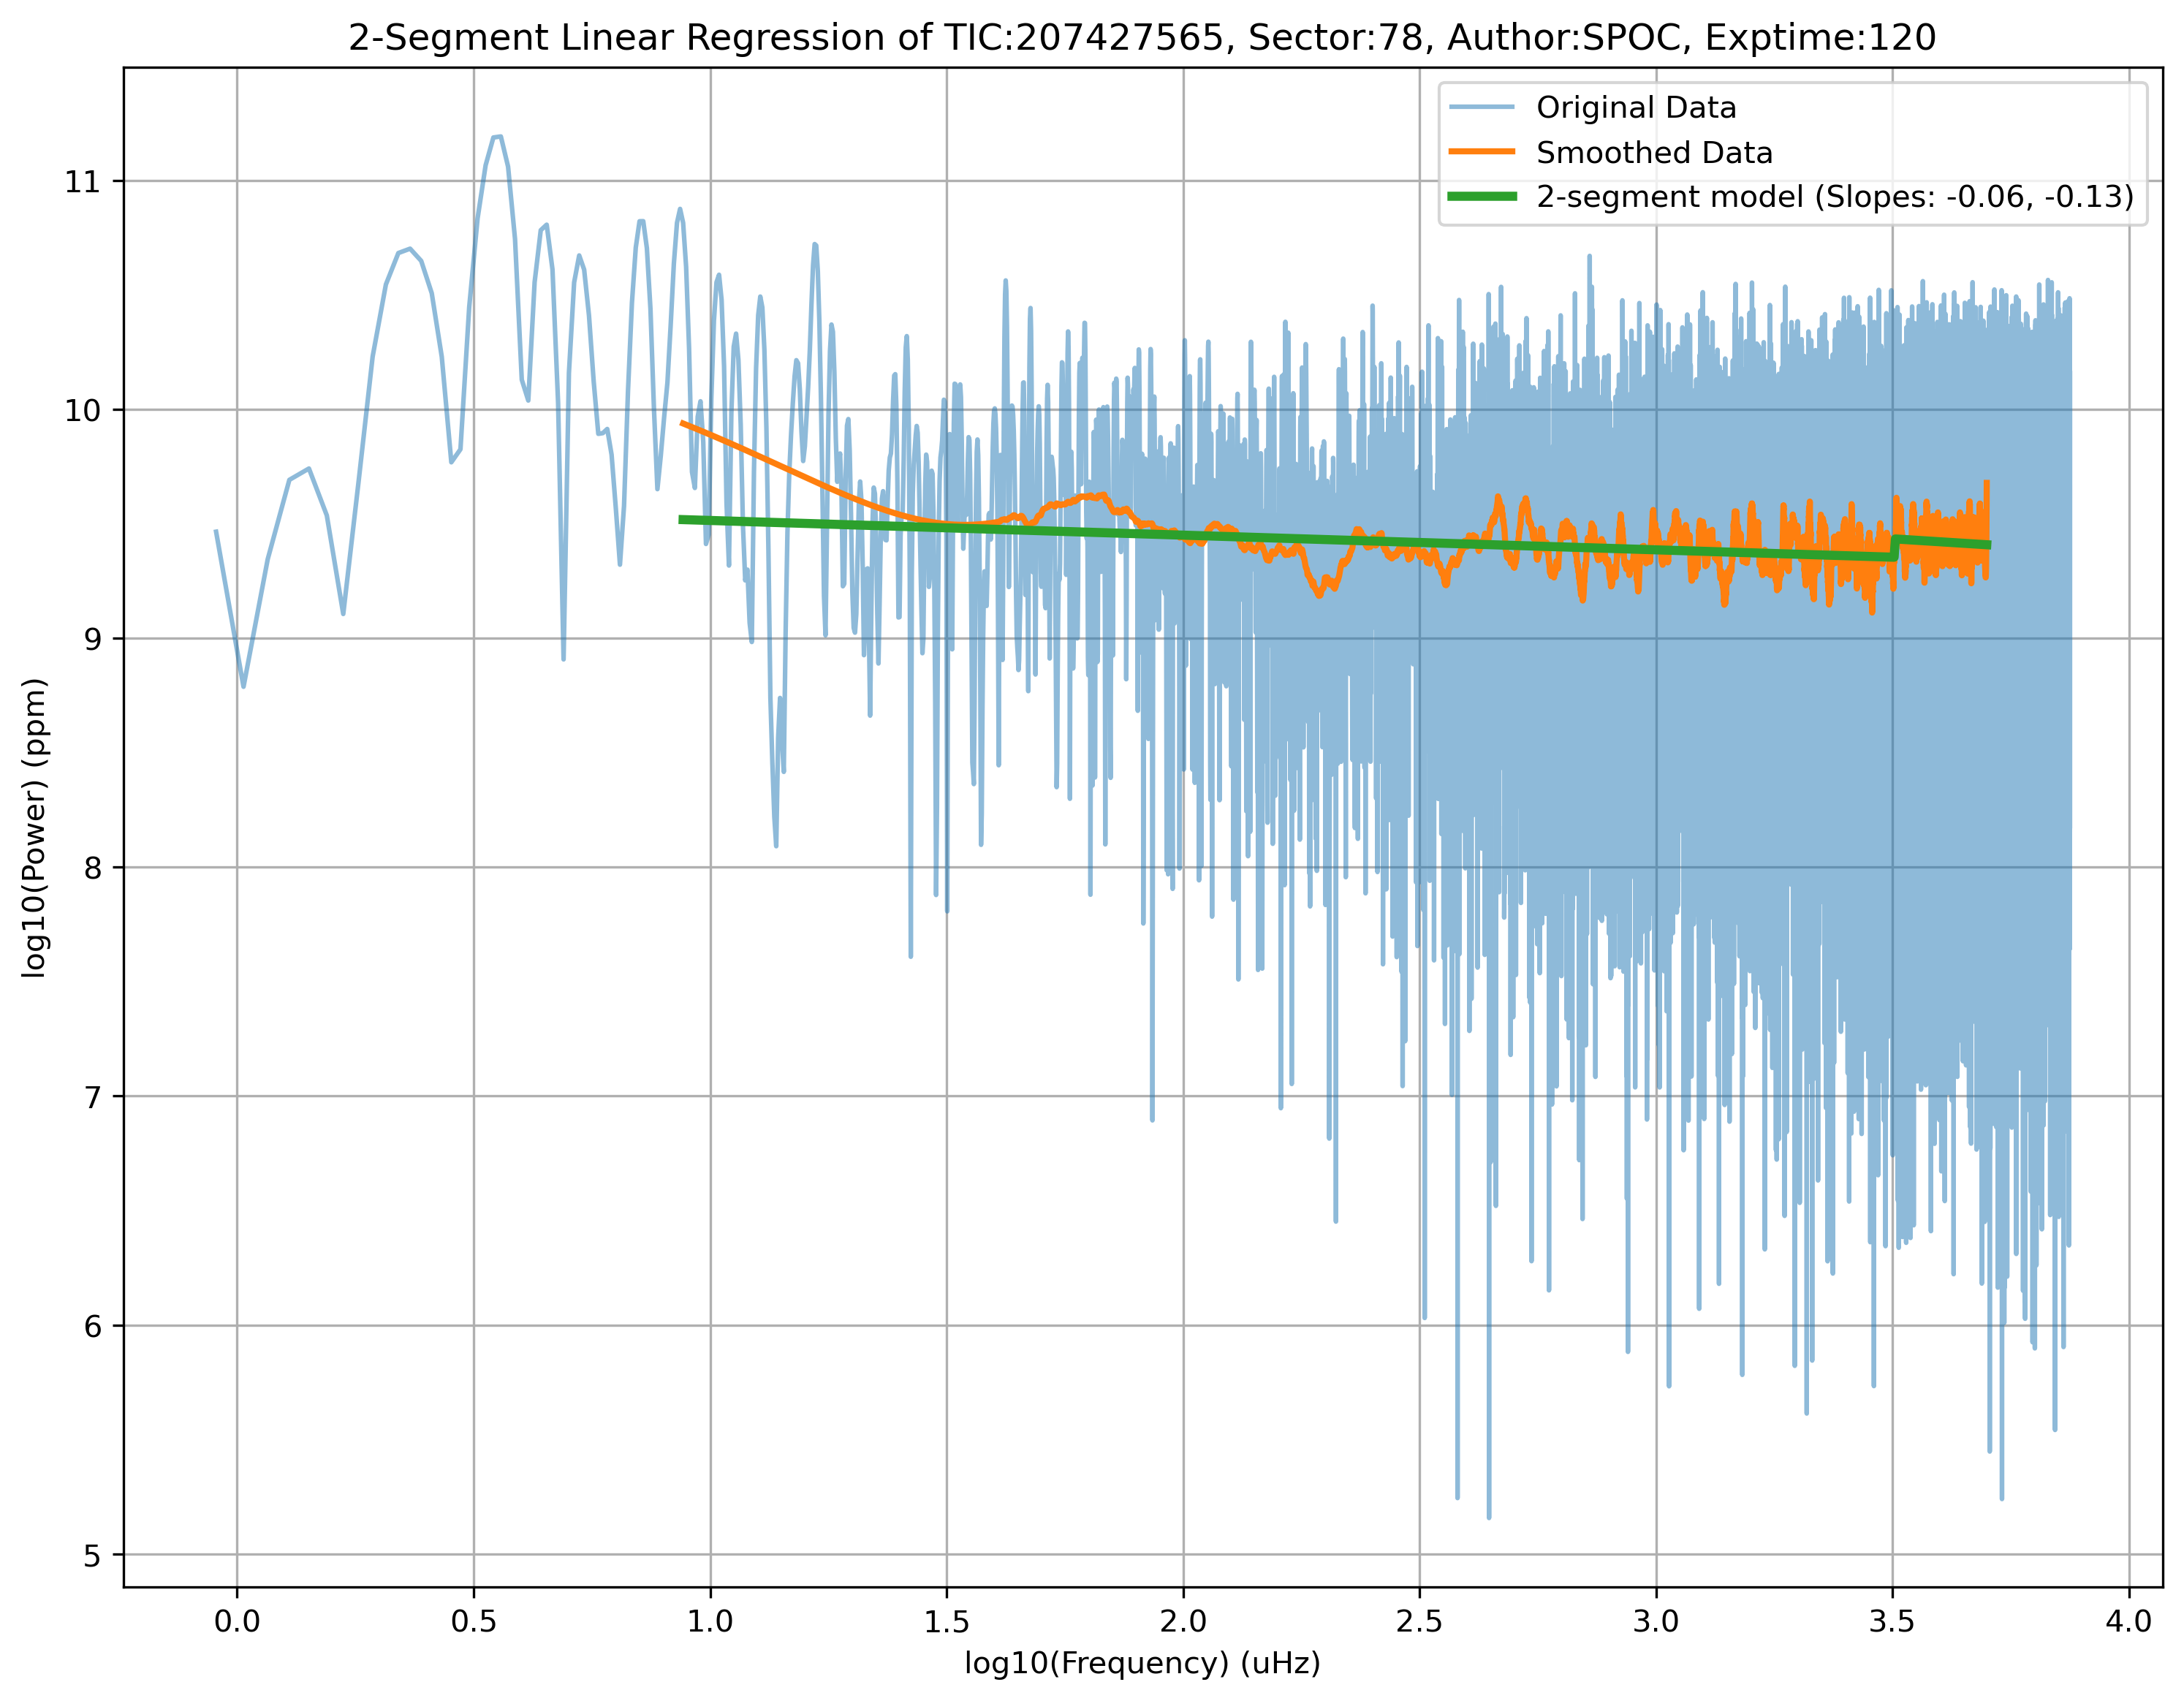 2-Segment Linear Regression of TIC:207427565, Sector:78, Author:SPOC, Exptime:120
Original Data
Smoothed Data
2-segment model (Slopes: -0.06, -0.13)
log10(Power) (ppm)
11
10
9
8
7
6
5
0.0 0.5 1.0 1.5 2.0 2.5 3.0 3.5 4.0
log10(Frequency) (uHz)